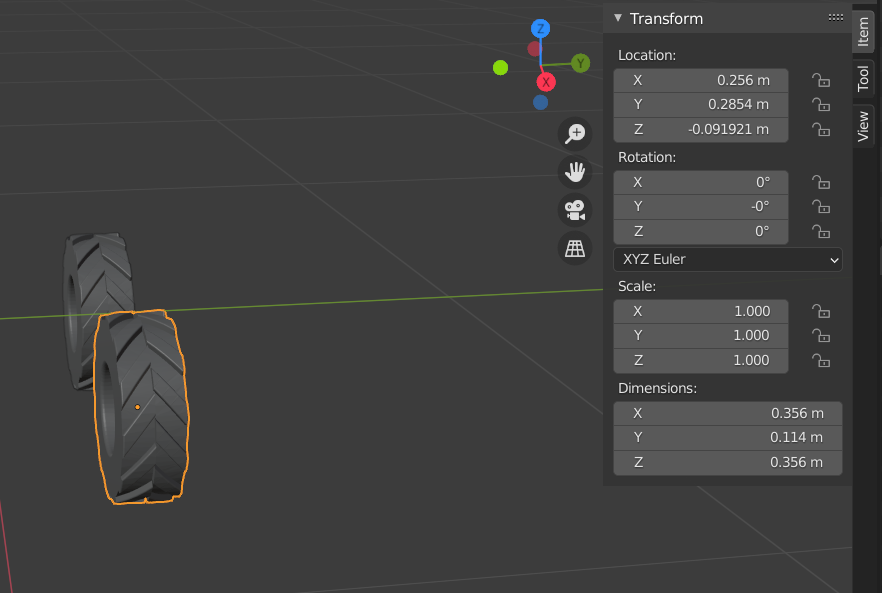 Z
Y
X
Transform
Location:
X 0.256 m
Y 0.2854 m
Z -0.091921 m
Rotation:
X 0°
Y -0°
Z 0°
XYZ Euler
Scale:
X 1.000
Y 1.000
Z 1.000
Dimensions:
X 0.356 m
Y 0.114 m
Z 0.356 m
Item
Tool
View